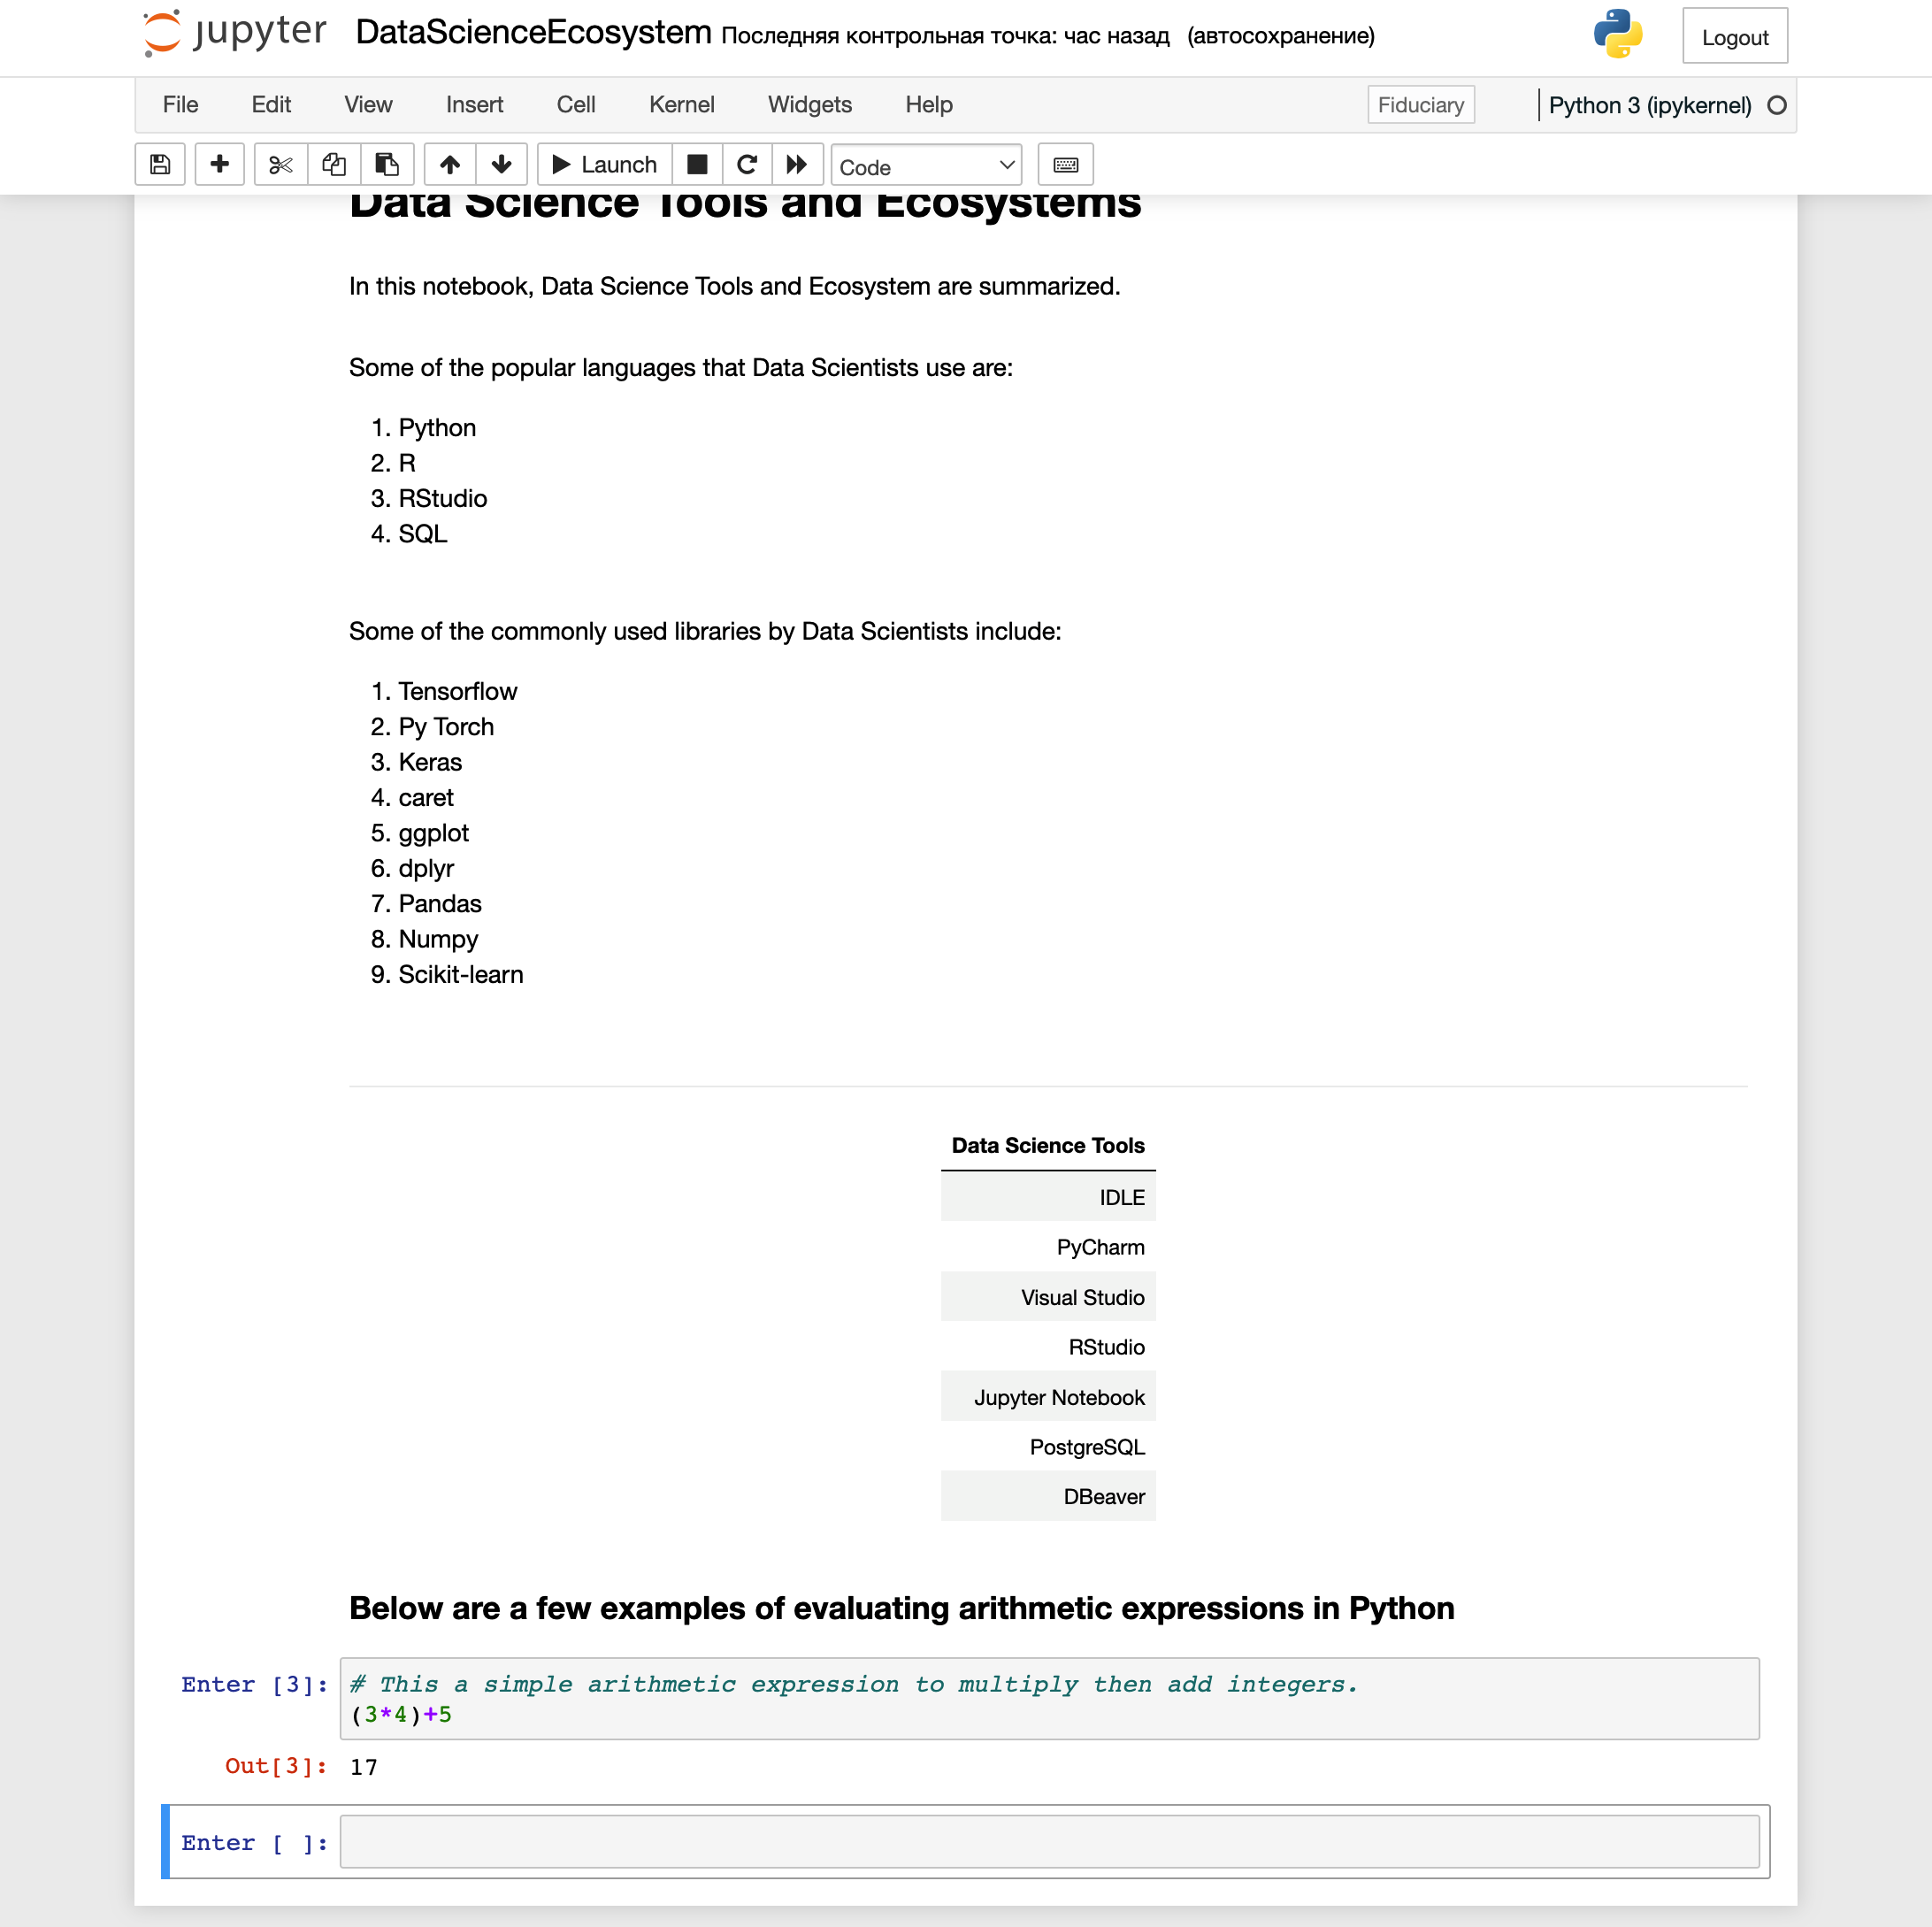 jupyter DataScienceEcosystem Последняя контрольная точка: час назад (автосохранение) Logout
File Edit View Insert Cell Kernel Widgets Help Fiduciary Python 3 (ipykernel)
Launch Code
Data Science Tools and Ecosystems
In this notebook, Data Science Tools and Ecosystem are summarized.
Some of the popular languages that Data Scientists use are:
1. Python
2. R
3. RStudio
4. SQL
Some of the commonly used libraries by Data Scientists include:
1. Tensorflow
2. Py Torch
3. Keras
4. caret
5. ggplot
6. dplyr
7. Pandas
8. Numpy
9. Scikit-learn
Data Science Tools
IDLE
PyCharm
Visual Studio
RStudio
Jupyter Notebook
PostgreSQL
DBeaver
Below are a few examples of evaluating arithmetic expressions in Python
Enter [3]: # This a simple arithmetic expression to multiply then add integers.
(3*4)+5
Out[3]: 17
Enter [ ]: